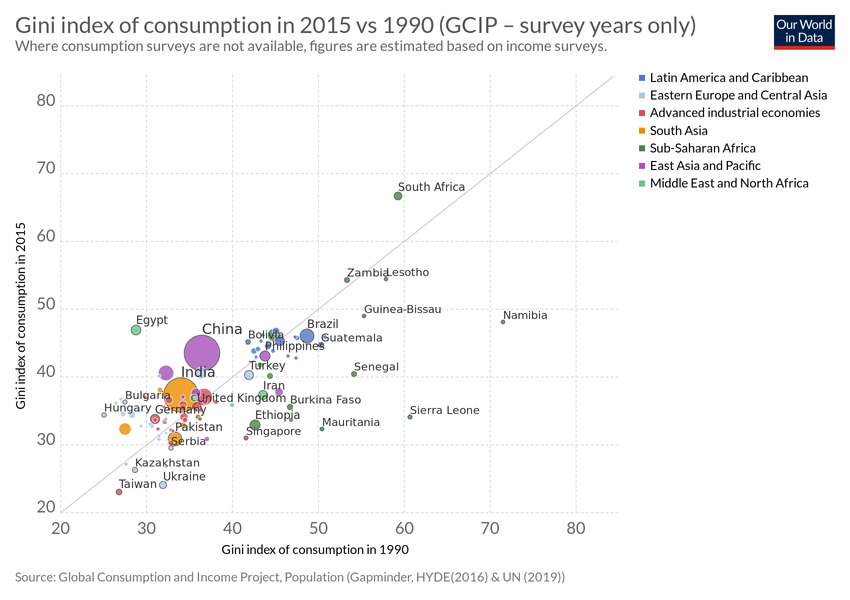 Gini index of consumption in 2015 vs 1990 (GCIP – survey years only)
Where consumption surveys are not available, figures are estimated based on income surveys.
Our World
in Data
Latin America and Caribbean
Eastern Europe and Central Asia
Advanced industrial economies
South Asia
Sub-Saharan Africa
East Asia and Pacific
Middle East and North Africa
Gini index of consumption in 2015
80
70
60
50
40
30
20
South Africa
Zambia
Lesotho
Guinea-Bissau
Namibia
Egypt
China
Brazil
Bolivia
Guatemala
Philippines
India
Turkey
Senegal
Iran
Bulgaria
United Kingdom
Burkina Faso
Hungary
Germany
Ethiopia
Sierra Leone
Pakistan
Singapore
Mauritania
Serbia
Kazakhstan
Ukraine
Taiwan
20
30
40
50
60
70
80
Gini index of consumption in 1990
Source: Global Consumption and Income Project, Population (Gapminder, HYDE(2016) & UN (2019))